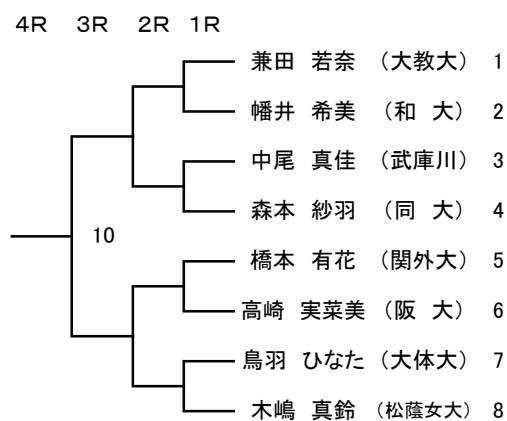 4R 3R 2R 1R
兼田 若奈 （大教大） 1
幡井 希美 （和 大） 2
中尾 真佳 （武庫川） 3
森本 紗羽 （同 大） 4
10
橋本 有花 （関外大） 5
高崎 実菜美 （阪 大） 6
鳥羽 ひなた （大体大） 7
木嶋 真鈴 （松蔭女大） 8